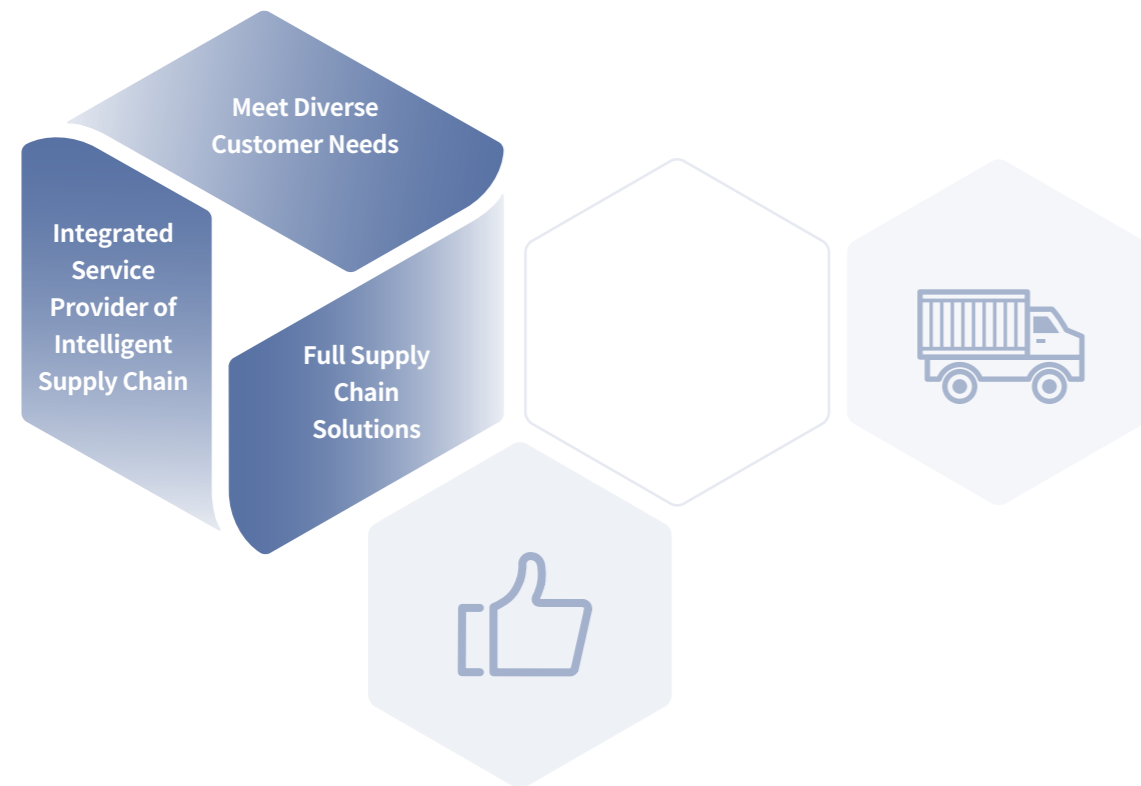 Meet Diverse
Customer Needs
Integrated
Service
Provider of
Intelligent
Supply Chain
Full Supply
Chain
Solutions